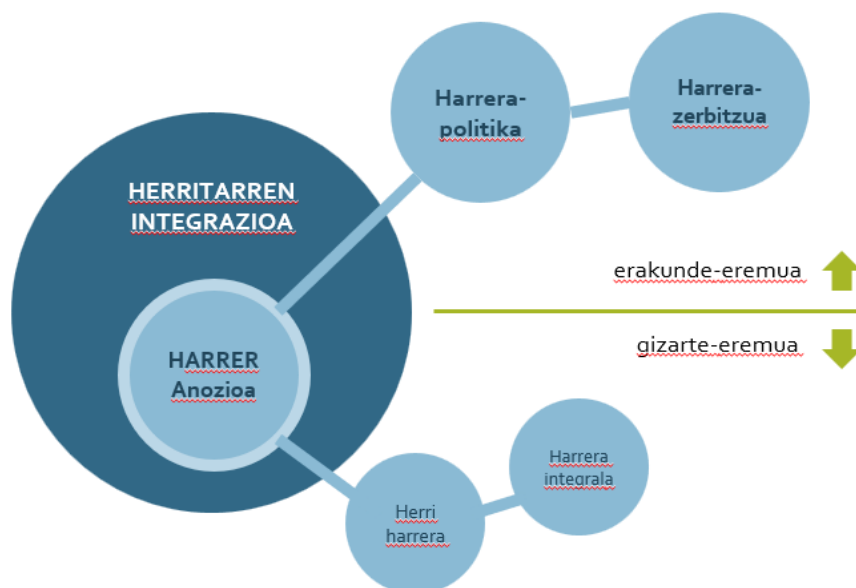 Harrera-
politika
Harrera-
zerbitzua
HERRITARREN
INTEGRAZIOA
erakunde-eremua
gizarte-eremua
HARRER
Anozioa
Harrera
integrala
Herri
harrera